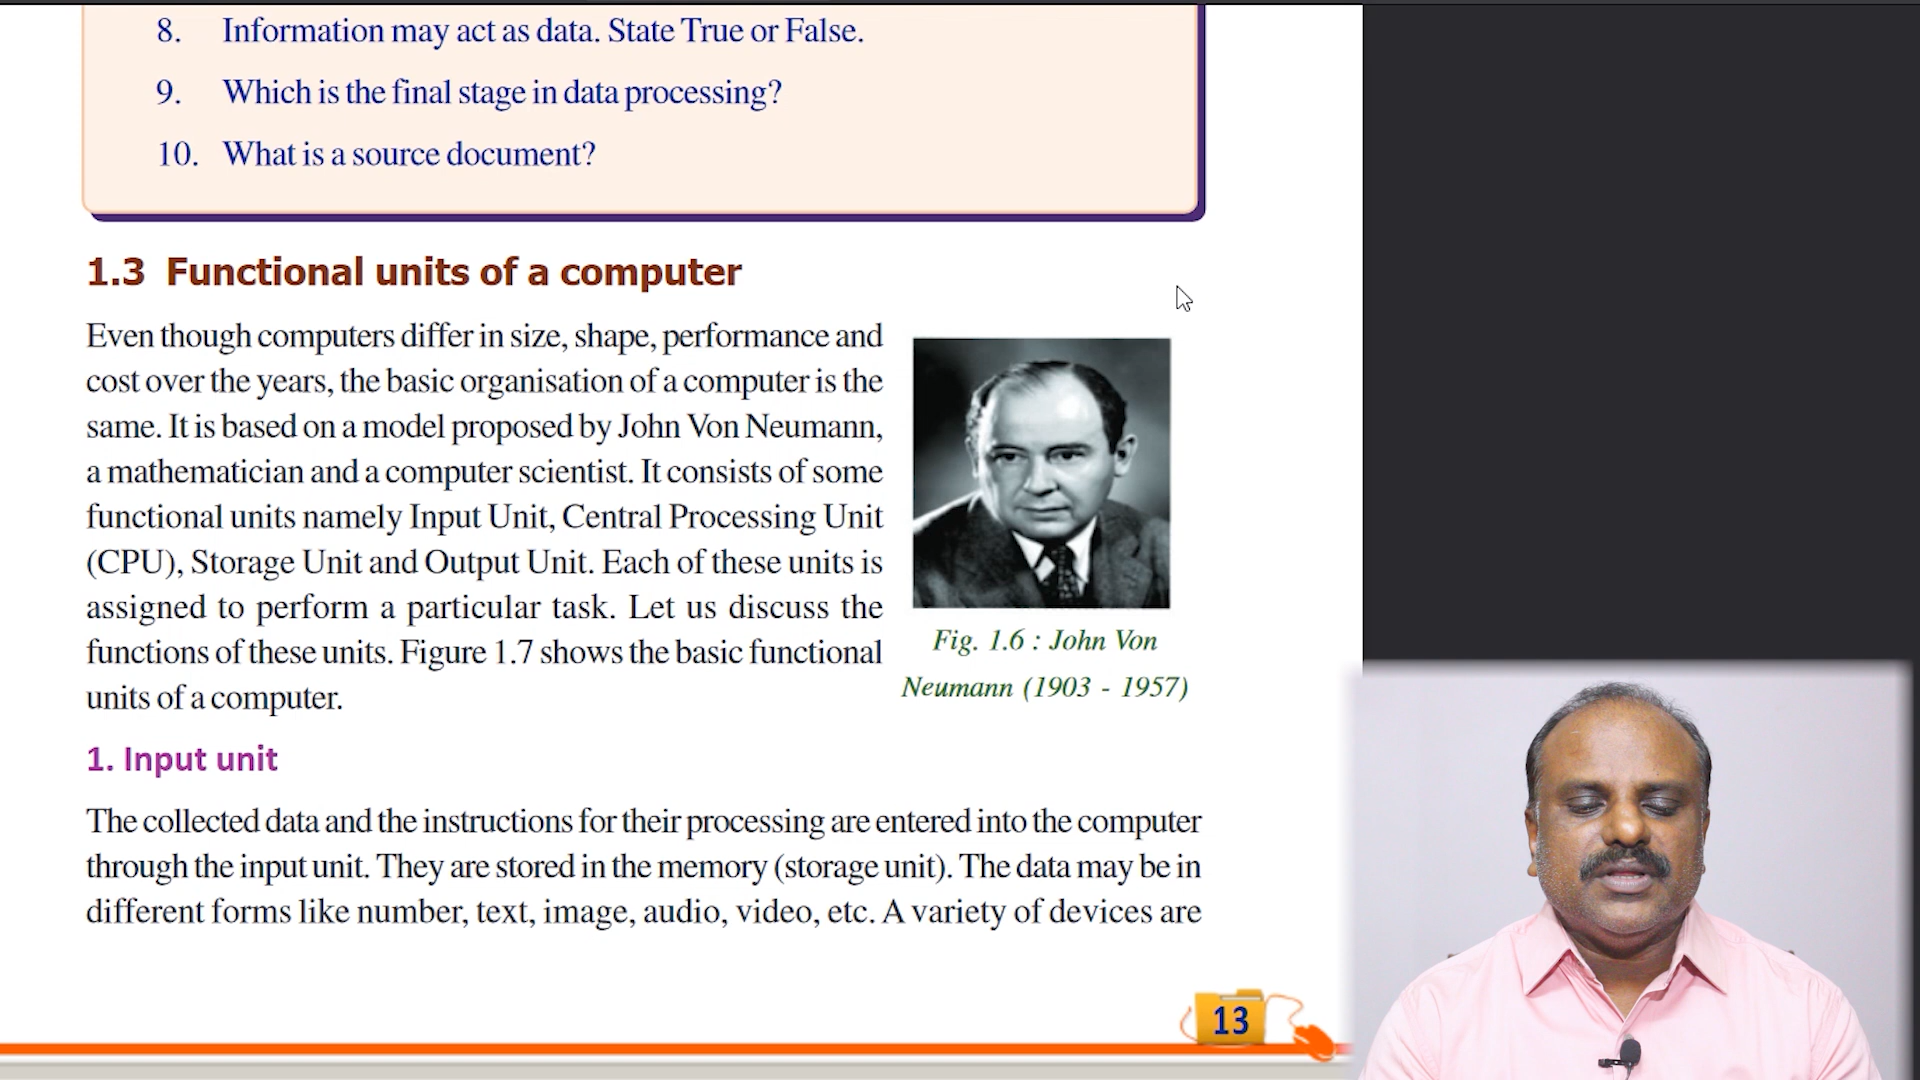 8. Information may act as data. State True or False.
9. Which is the final stage in data processing?
10. What is a source document?
1.3 Functional units of a computer
Even though computers differ in size, shape, performance and
cost over the years, the basic organisation of a computer is the
same. It is based on a model proposed by John Von Neumann,
a mathematician and a computer scientist. It consists of some
functional units namely Input Unit, Central Processing Unit
(CPU), Storage Unit and Output Unit. Each of these units is
assigned to perform a particular task. Let us discuss the
functions of these units. Figure 1.7 shows the basic functional
units of a computer.
Fig. 1.6 : John Von
Neumann (1903 - 1957)
1. Input unit
The collected data and the instructions for their processing are entered into the computer
through the input unit. They are stored in the memory (storage unit). The data may be in
different forms like number, text, image, audio, video, etc. A variety of devices are
13